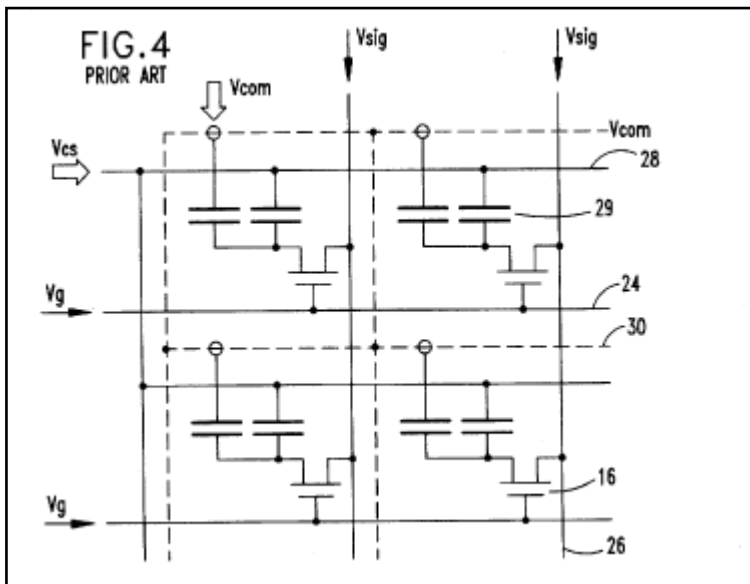 FIG.4
PRIOR ART
Vsig
Vsig
Vcom
Vcom
Vcs
28
29
Vg
24
30
16
Vg
26